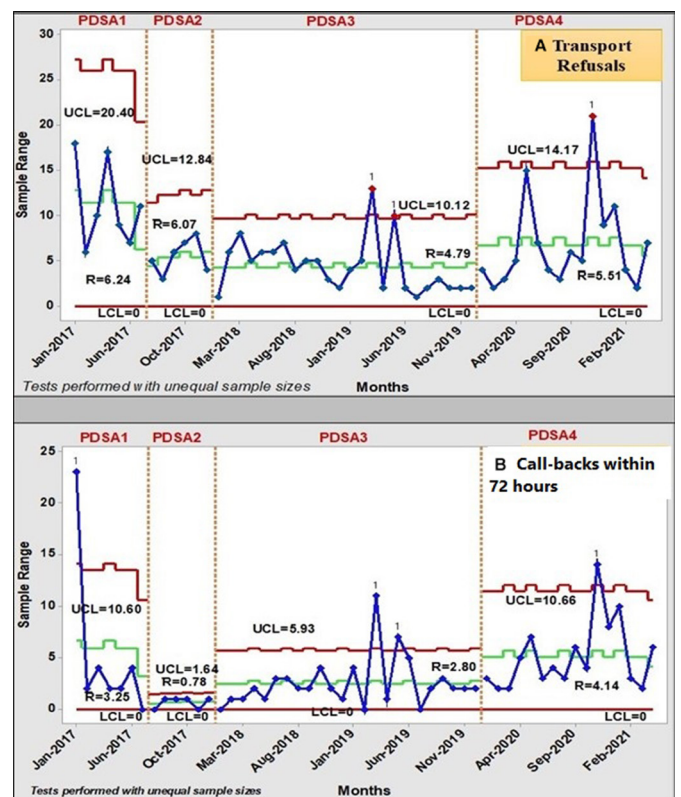 PDSA1 PDSA2 PDSA3 PDSA4
A Transport
Refusals
Sample Range
30
25
20
15
10
5
0
UCL=20.40
UCL=12.84
UCL=10.12
UCL=14.17
R=6.24
R=6.07
R=4.79
R=5.51
1
1
1
LCL=0
LCL=0
LCL=0
Jan-2017 Jun-2017 Oct-2017 Mar-2018 Aug-2018 Jan-2019 Jun-2019 Nov-2019 Apr-2020 Sep-2020 Feb-2021
Tests performed with unequal sample sizes
Months
PDSA1 PDSA2 PDSA3 PDSA4
B Call-backs within
72 hours
Sample Range
25
20
15
10
5
0
1
1
1
1
UCL=10.60
UCL=1.64
UCL=5.93
UCL=10.66
R=3.25
R=0.78
R=2.80
R=4.14
LCL=0
LCL=0
LCL=0
LCL=0
Jan-2017 Jun-2017 Oct-2017 Mar-2018 Aug-2018 Jan-2019 Jun-2019 Nov-2019 Apr-2020 Sep-2020 Feb-2021
Tests performed with unequal sample sizes
Months